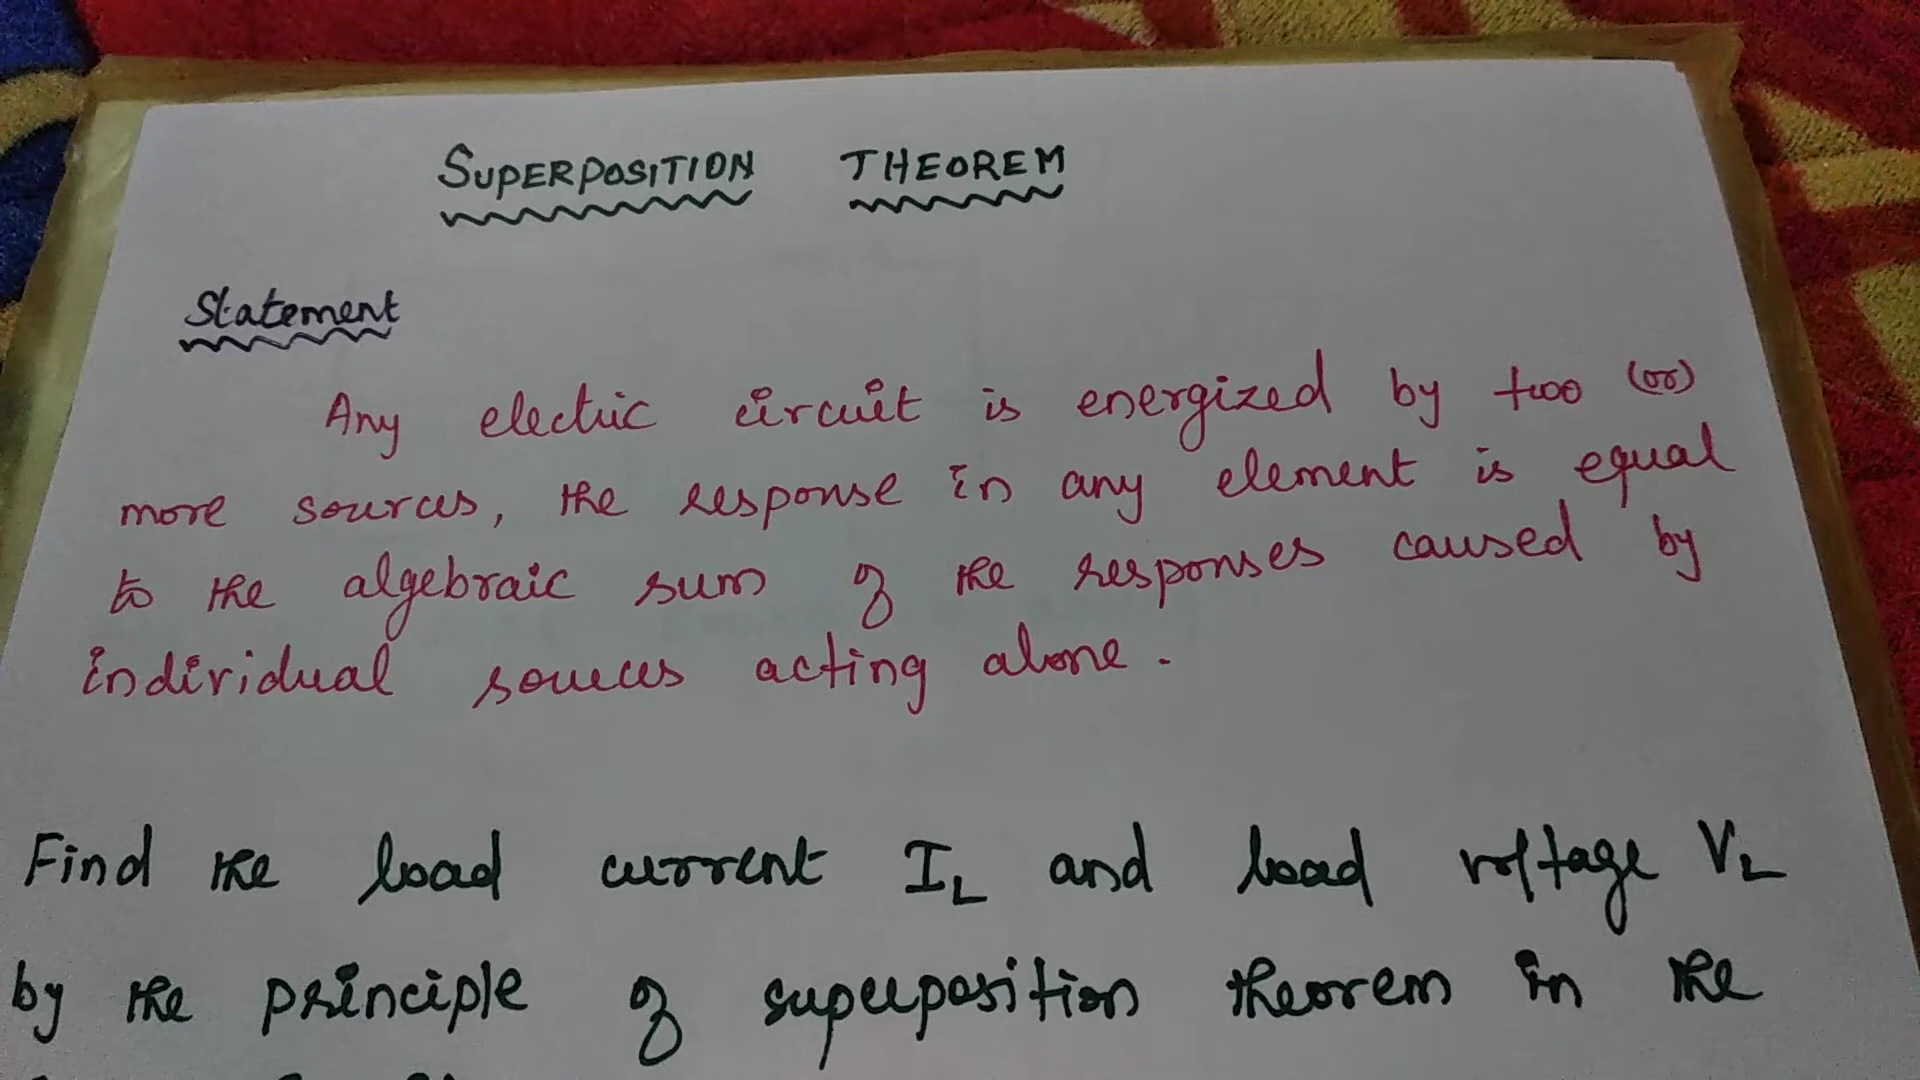 SUPERPOSITION THEOREM
Statement
Any electric circuit is energized by two (or)
more sources, the response in any element is equal
to the algebraic sum of the responses caused by
individual sources acting alone.
Find the load current IL and load voltage VL
by the principle of superposition theorem in the